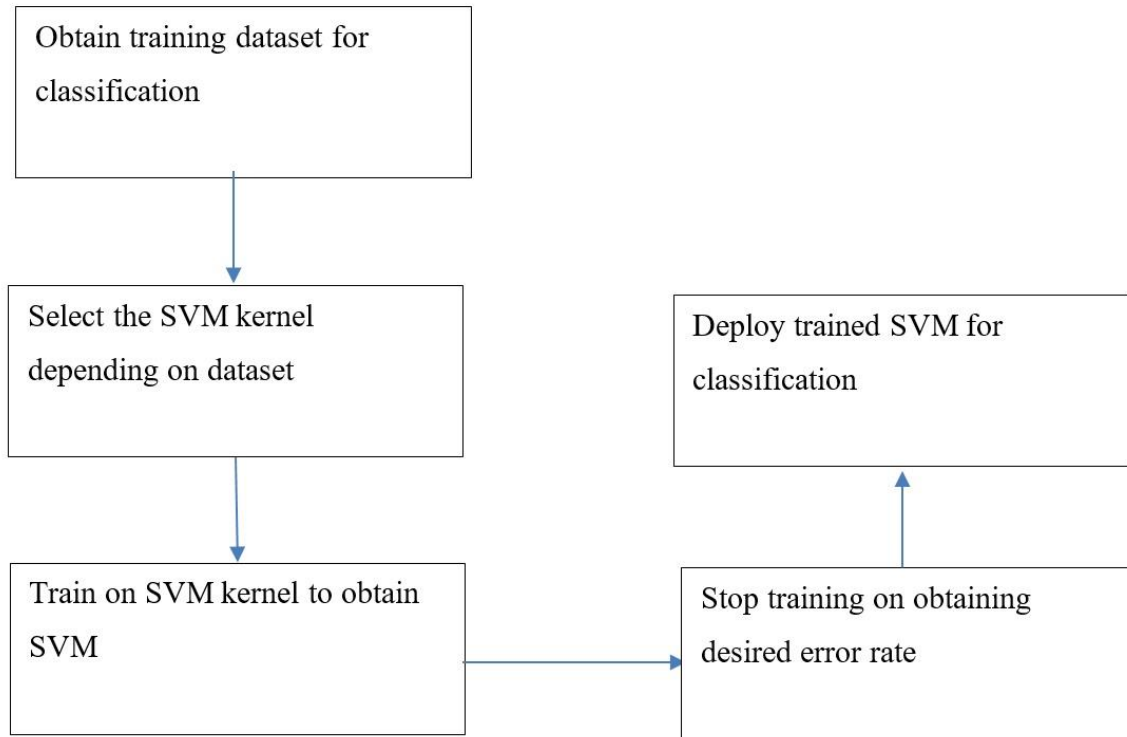 Obtain training dataset for
classification
Select the SVM kernel
depending on dataset
Train on SVM kernel to obtain
SVM
Stop training on obtaining
desired error rate
Deploy trained SVM for
classification